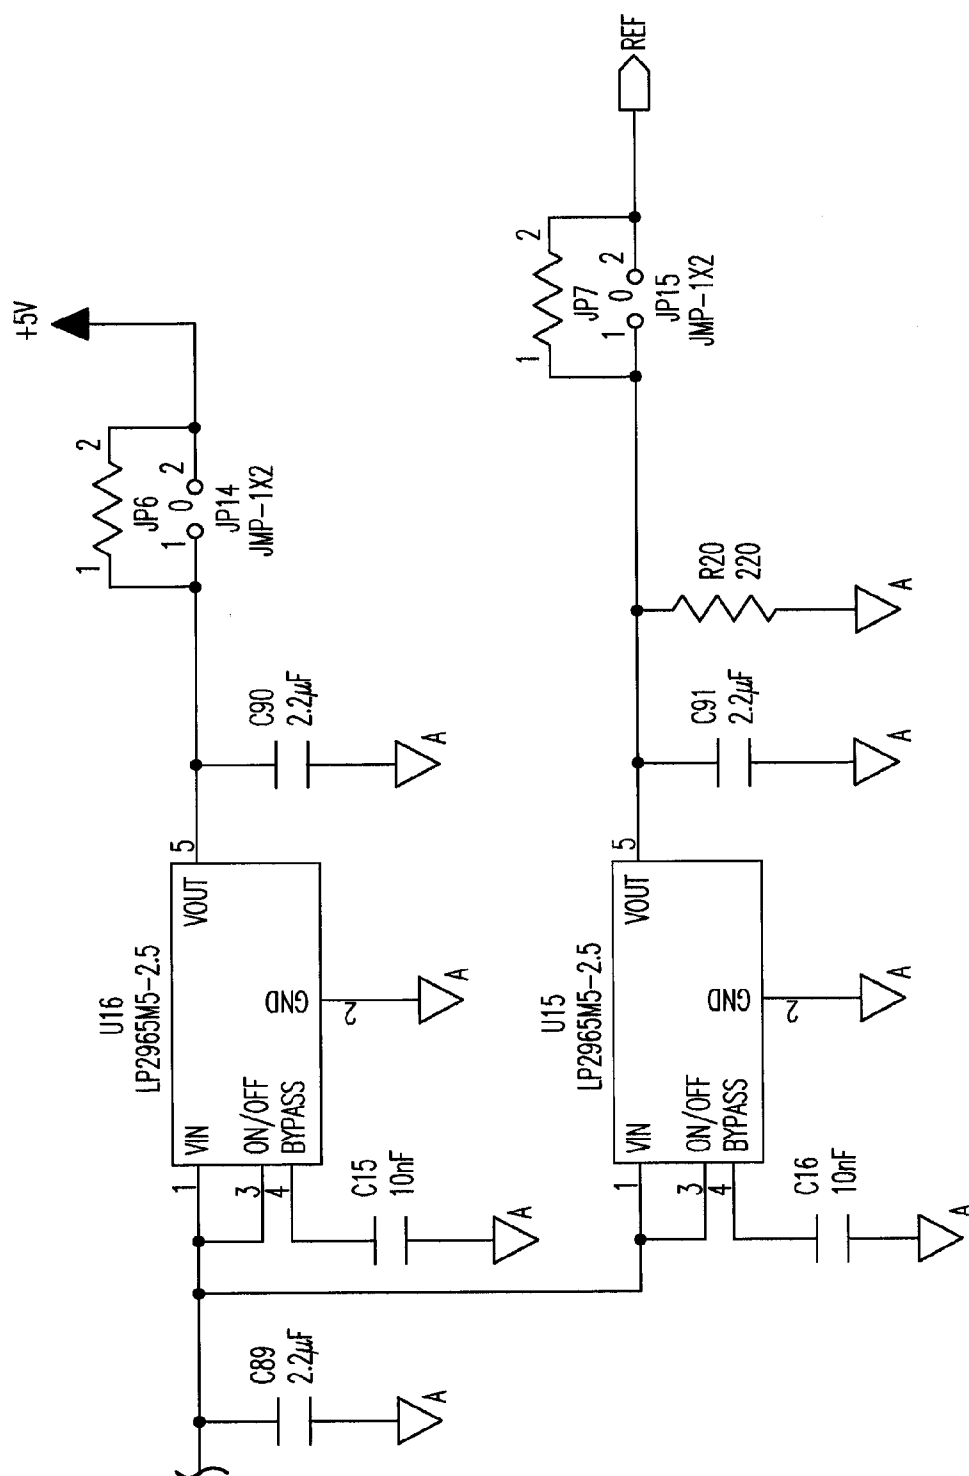 +5V
1
2
JP6
1
0
2
JP14
JMP-1X2
C90
2.2µF
A
U16
LP2965M5-2.5
VIN
ON/OFF
BYPASS
VOUT
GND
1
3
4
5
2
A
C15
10nF
A
C89
2.2µF
A
REF
1
2
JP7
1
0
2
JP15
JMP-1X2
R20
220
A
C91
2.2µF
A
U15
LP2965M5-2.5
VIN
ON/OFF
BYPASS
VOUT
GND
1
3
4
5
2
A
C16
10nF
A